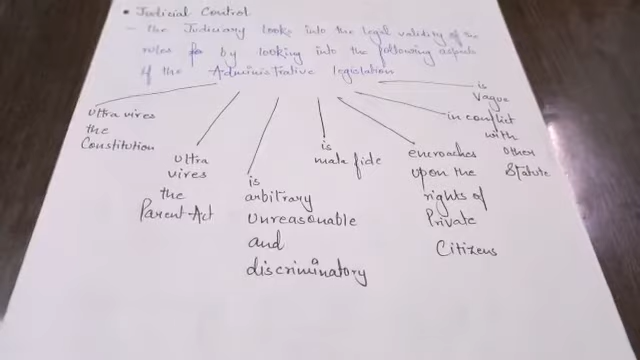 • Judicial Control
- The Judiciary looks into the legal validity of the
rules by looking into the following aspects
if the Administrative legislation
ultra vires
the
Constitution
ultra
vires
the
Parent-Act
is
arbitrary
unreasonable
and
discriminatory
is
mala fide
encroaches
upon the
rights of
Private
Citizens
in conflict
with
other
Statute
is
Vague